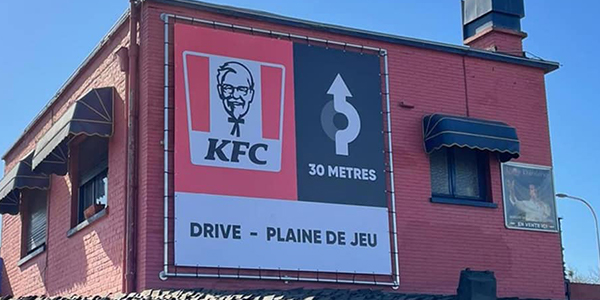 KFC
30 METRES
DRIVE - PLAINE DE JEU